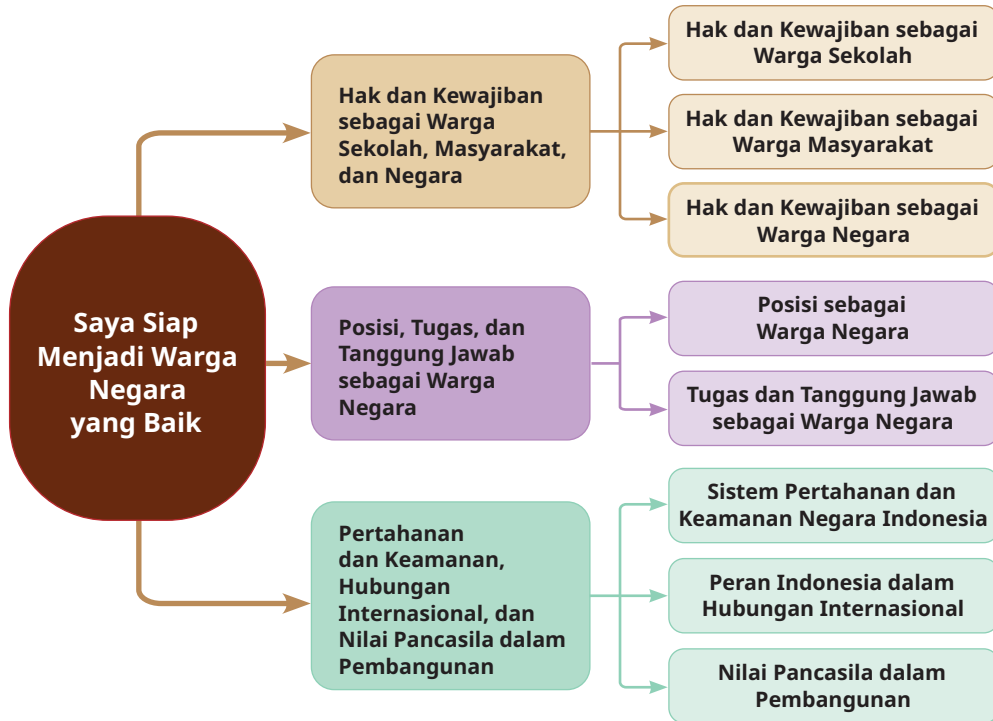 Saya Siap
Menjadi Warga
Negara
yang Baik
Hak dan Kewajiban
sebagai Warga
Sekolah, Masyarakat,
dan Negara
Hak dan Kewajiban sebagai
Warga Sekolah
Hak dan Kewajiban sebagai
Warga Masyarakat
Hak dan Kewajiban sebagai
Warga Negara
Posisi, Tugas, dan
Tanggung Jawab
sebagai Warga
Negara
Posisi sebagai
Warga Negara
Tugas dan Tanggung Jawab
sebagai Warga Negara
Pertahanan
dan Keamanan,
Hubungan
Internasional, dan
Nilai Pancasila dalam
Pembangunan
Sistem Pertahanan dan
Keamanan Negara Indonesia
Peran Indonesia dalam
Hubungan Internasional
Nilai Pancasila dalam
Pembangunan